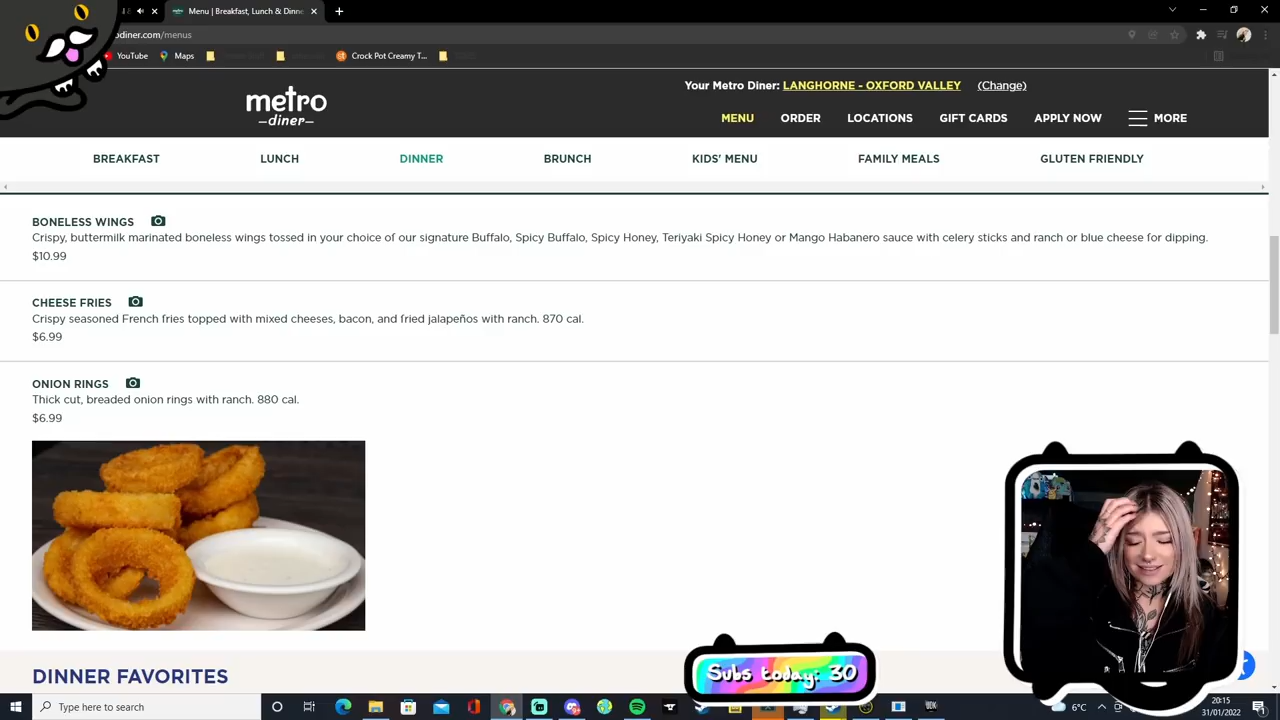 Menu | Breakfast, Lunch & Dinne
odiner.com/menus
YouTube
Maps
Crock Pot Creamy T...
metro
diner
Your Metro Diner: LANGHORNE - OXFORD VALLEY (Change)
MENU ORDER LOCATIONS GIFT CARDS APPLY NOW MORE
BREAKFAST LUNCH DINNER BRUNCH KIDS' MENU FAMILY MEALS GLUTEN FRIENDLY
BONELESS WINGS
Crispy, buttermilk marinated boneless wings tossed in your choice of our signature Buffalo, Spicy Buffalo, Spicy Honey, Teriyaki Spicy Honey or Mango Habanero sauce with celery sticks and ranch or blue cheese for dipping.
$10.99
CHEESE FRIES
Crispy seasoned French fries topped with mixed cheeses, bacon, and fried jalapeños with ranch. 870 cal.
$6.99
ONION RINGS
Thick cut, breaded onion rings with ranch. 880 cal.
$6.99
DINNER FAVORITES
Subs today: 30
Type here to search
6°C
20:15
31/01/2022